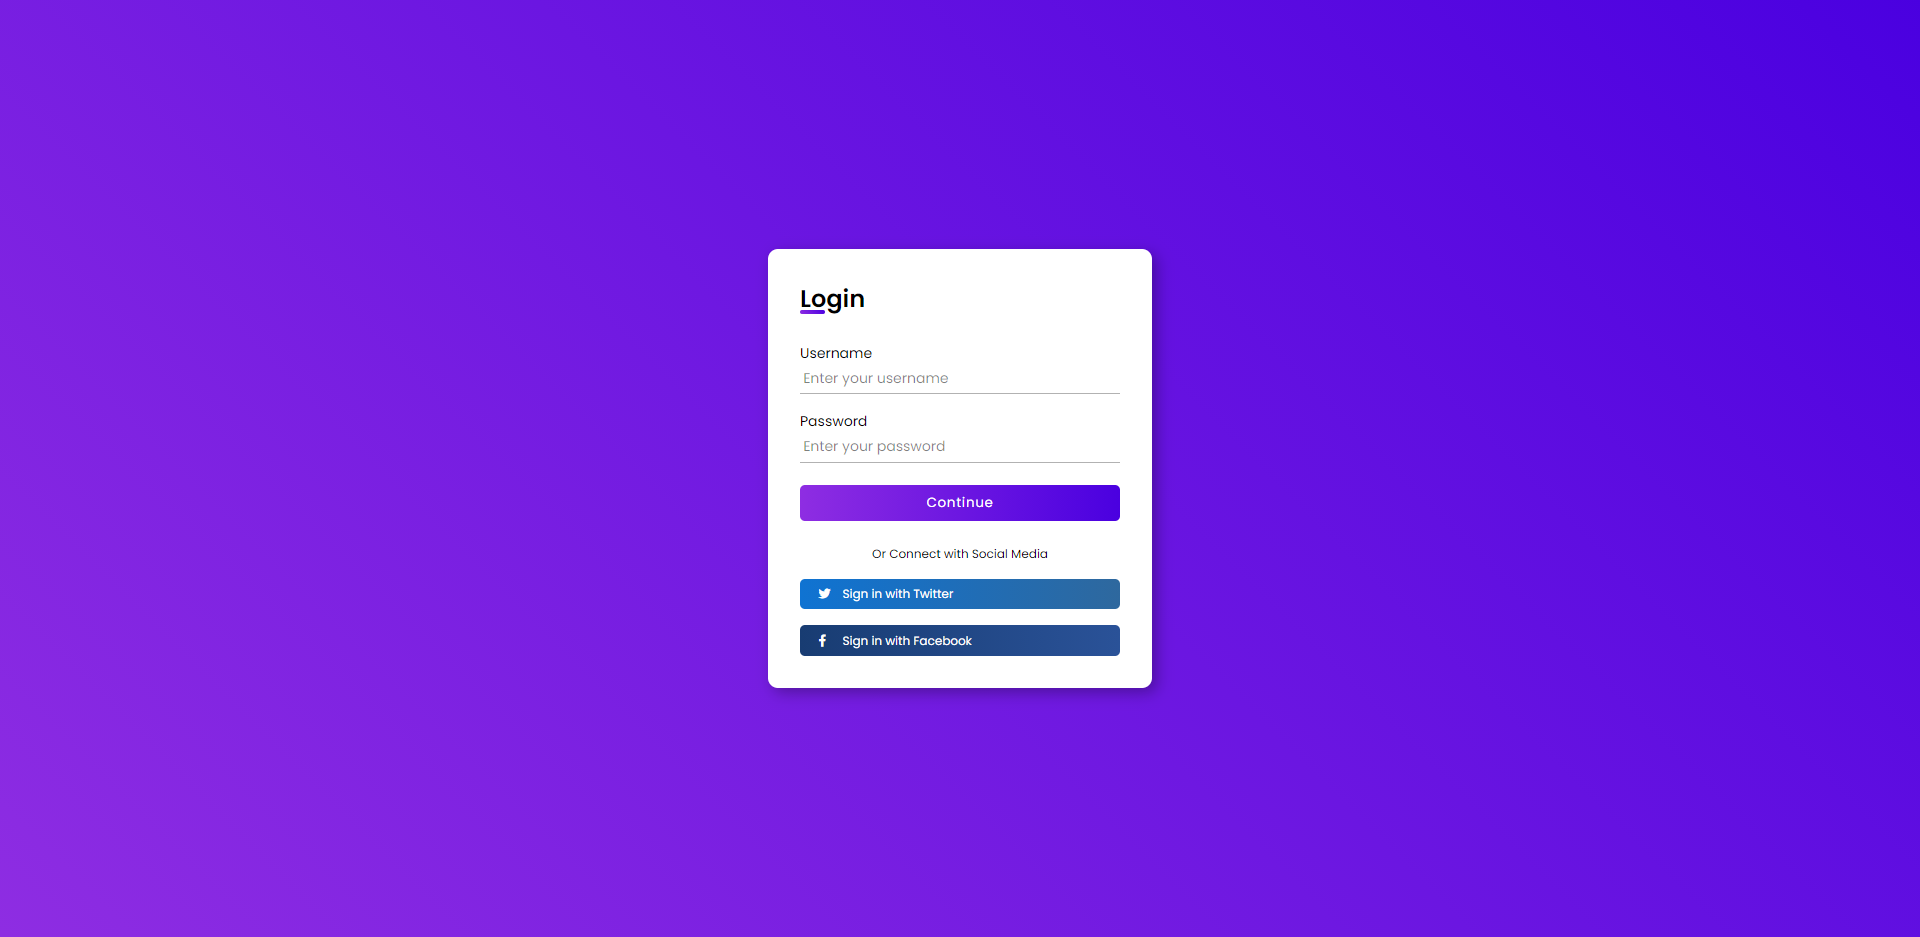 Login
Username
Enter your username
Password
Enter your password
Continue
Or Connect with Social Media
Sign in with Twitter
Sign in with Facebook